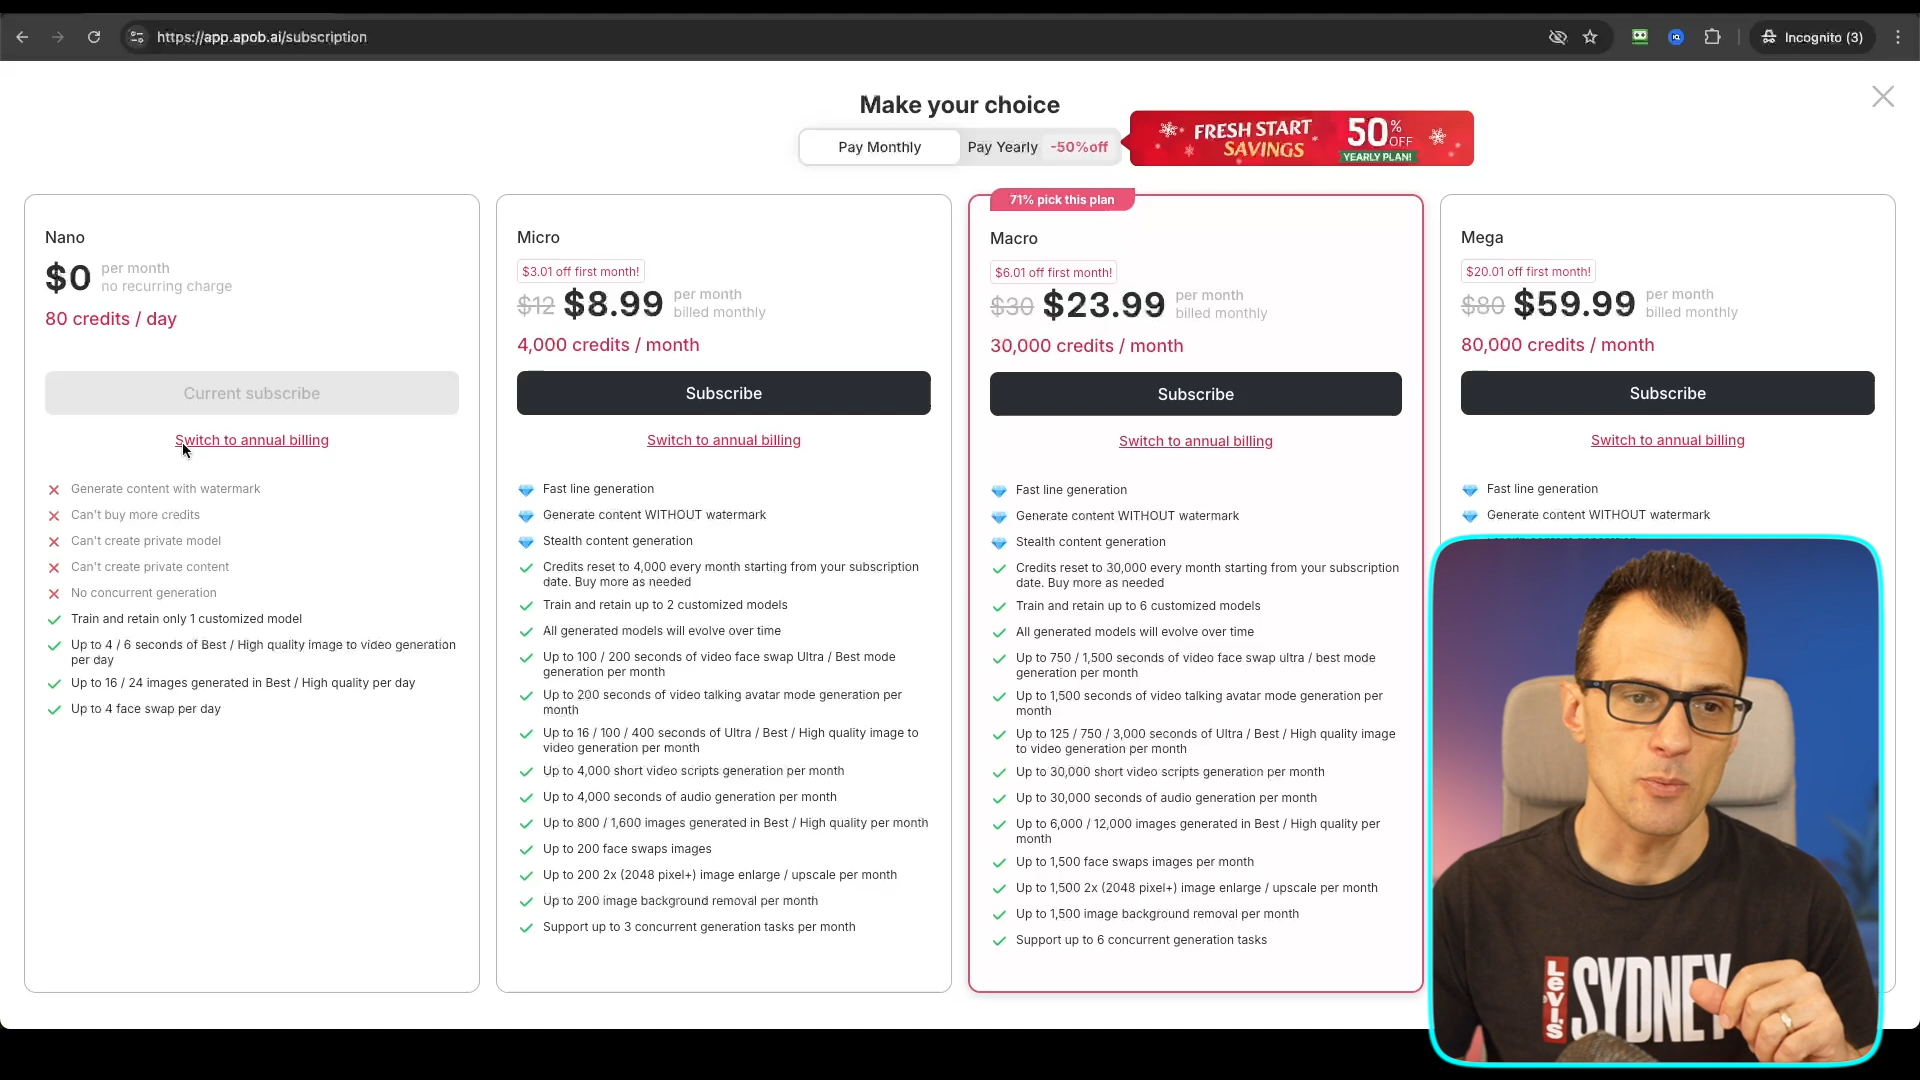 https://app.apob.ai/subscription
Incognito (3)
Make your choice
Pay Monthly
Pay Yearly -50%off
FRESH START
SAVINGS
50% OFF
YEARLY PLAN!
Nano
$0 per month
no recurring charge
80 credits / day
Current subscribe
Switch to annual billing
Generate content with watermark
Can't buy more credits
Can't create private model
Can't create private content
No concurrent generation
Train and retain only 1 customized model
Up to 4 / 6 seconds of Best / High quality image to video generation
per day
Up to 16 / 24 images generated in Best / High quality per day
Up to 4 face swap per day
Micro
$3.01 off first month!
$12 $8.99 per month
billed monthly
4,000 credits / month
Subscribe
Switch to annual billing
Fast line generation
Generate content WITHOUT watermark
Stealth content generation
Credits reset to 4,000 every month starting from your subscription
date. Buy more as needed
Train and retain up to 2 customized models
All generated models will evolve over time
Up to 100 / 200 seconds of video face swap Ultra / Best mode
generation per month
Up to 200 seconds of video talking avatar mode generation per
month
Up to 16 / 100 / 400 seconds of Ultra / Best / High quality image to
video generation per month
Up to 4,000 short video scripts generation per month
Up to 4,000 seconds of audio generation per month
Up to 800 / 1,600 images generated in Best / High quality per month
Up to 200 face swaps images
Up to 200 2x (2048 pixel+) image enlarge / upscale per month
Up to 200 image background removal per month
Support up to 3 concurrent generation tasks per month
71% pick this plan
Macro
$6.01 off first month!
$30 $23.99 per month
billed monthly
30,000 credits / month
Subscribe
Switch to annual billing
Fast line generation
Generate content WITHOUT watermark
Stealth content generation
Credits reset to 30,000 every month starting from your subscription
date. Buy more as needed
Train and retain up to 6 customized models
All generated models will evolve over time
Up to 750 / 1,500 seconds of video face swap ultra / best mode
generation per month
Up to 1,500 seconds of video talking avatar mode generation per
month
Up to 125 / 750 / 3,000 seconds of Ultra / Best / High quality image
to video generation per month
Up to 30,000 short video scripts generation per month
Up to 30,000 seconds of audio generation per month
Up to 6,000 / 12,000 images generated in Best / High quality per
month
Up to 1,500 face swaps images per month
Up to 1,500 2x (2048 pixel+) image enlarge / upscale per month
Up to 1,500 image background removal per month
Support up to 6 concurrent generation tasks
Mega
$20.01 off first month!
$80 $59.99 per month
billed monthly
80,000 credits / month
Subscribe
Switch to annual billing
Fast line generation
Generate content WITHOUT watermark
LEVI'S
SYDNEY